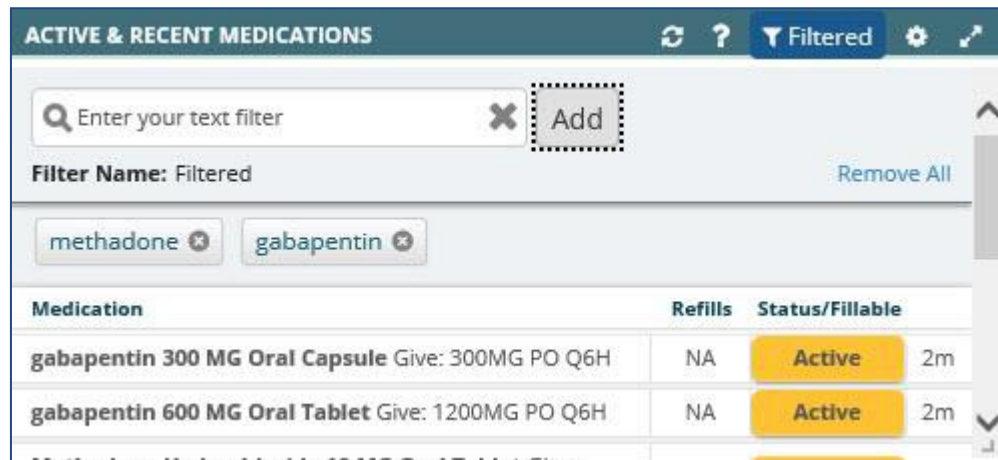 ACTIVE & RECENT MEDICATIONS ? Filtered
Enter your text filter Add
Filter Name: Filtered Remove All
methadone gabapentin
Medication Refills Status/Fillable
gabapentin 300 MG Oral Capsule Give: 300MG PO Q6H NA Active 2m
gabapentin 600 MG Oral Tablet Give: 1200MG PO Q6H NA Active 2m